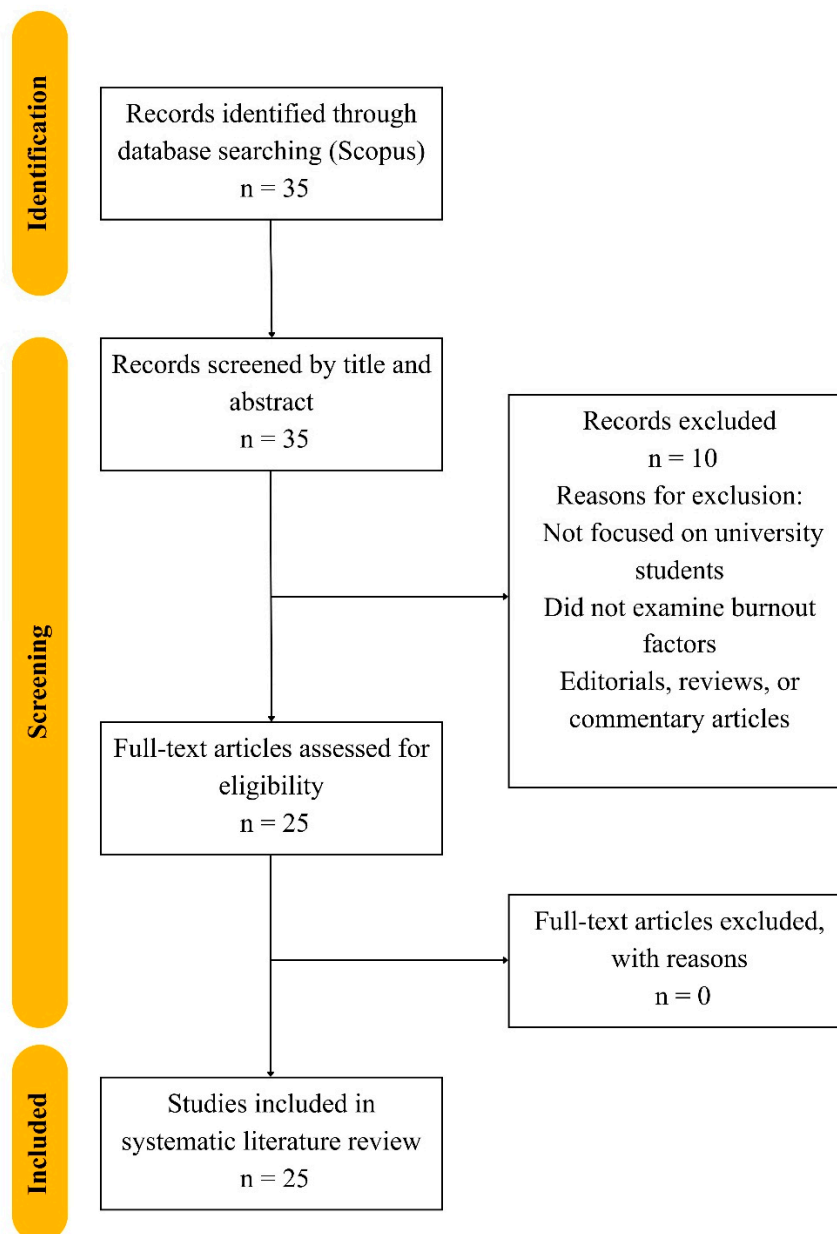 Identification
Records identified through
database searching (Scopus)
n = 35
Screening
Records screened by title and
abstract
n = 35
Records excluded
n = 10
Reasons for exclusion:
Not focused on university
students
Did not examine burnout
factors
Editorials, reviews, or
commentary articles
Full-text articles assessed for
eligibility
n = 25
Full-text articles excluded,
with reasons
n = 0
Included
Studies included in
systematic literature review
n = 25